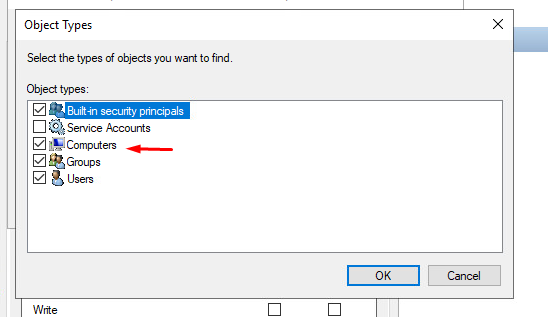 Object Types
Select the types of objects you want to find.
Object types:
Built-in security principals
Service Accounts
Computers
Groups
Users
OK Cancel
Write